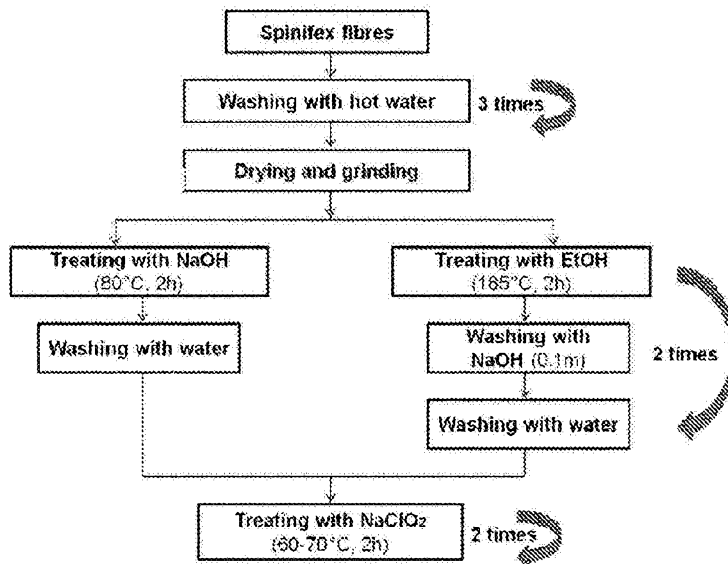 Spinifex fibres
Washing with hot water
3 times
Drying and grinding
Treating with NaOH
(80°C, 2h)
Treating with EtOH
(185°C, 2h)
Washing with water
Washing with
NaOH (0.1m)
2 times
Washing with water
Treating with NaClO₂
(60-70°C, 2h)
2 times